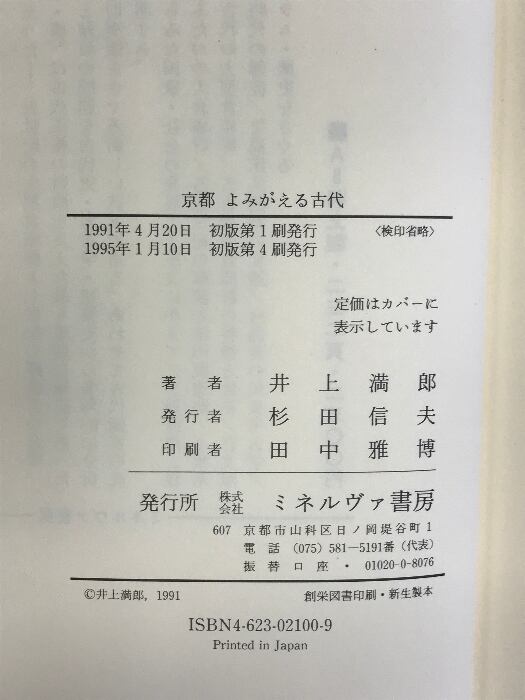 京都 よみがえる古代
1991年4月20日 初版第1刷発行 〈検印省略〉
1995年1月10日 初版第4刷発行
定価はカバーに
表示しています
著者 井上満郎
発行者 杉田信夫
印刷者 田中雅博
発行所 株式会社 ミネルヴァ書房
607 京都市山科区日ノ岡堤谷町1
電話 (075) 581―5191番 (代表)
振替口座・01020-0-8076
©井上満郎, 1991 創栄図書印刷・新生製本
ISBN4-623-02100-9
Printed in Japan